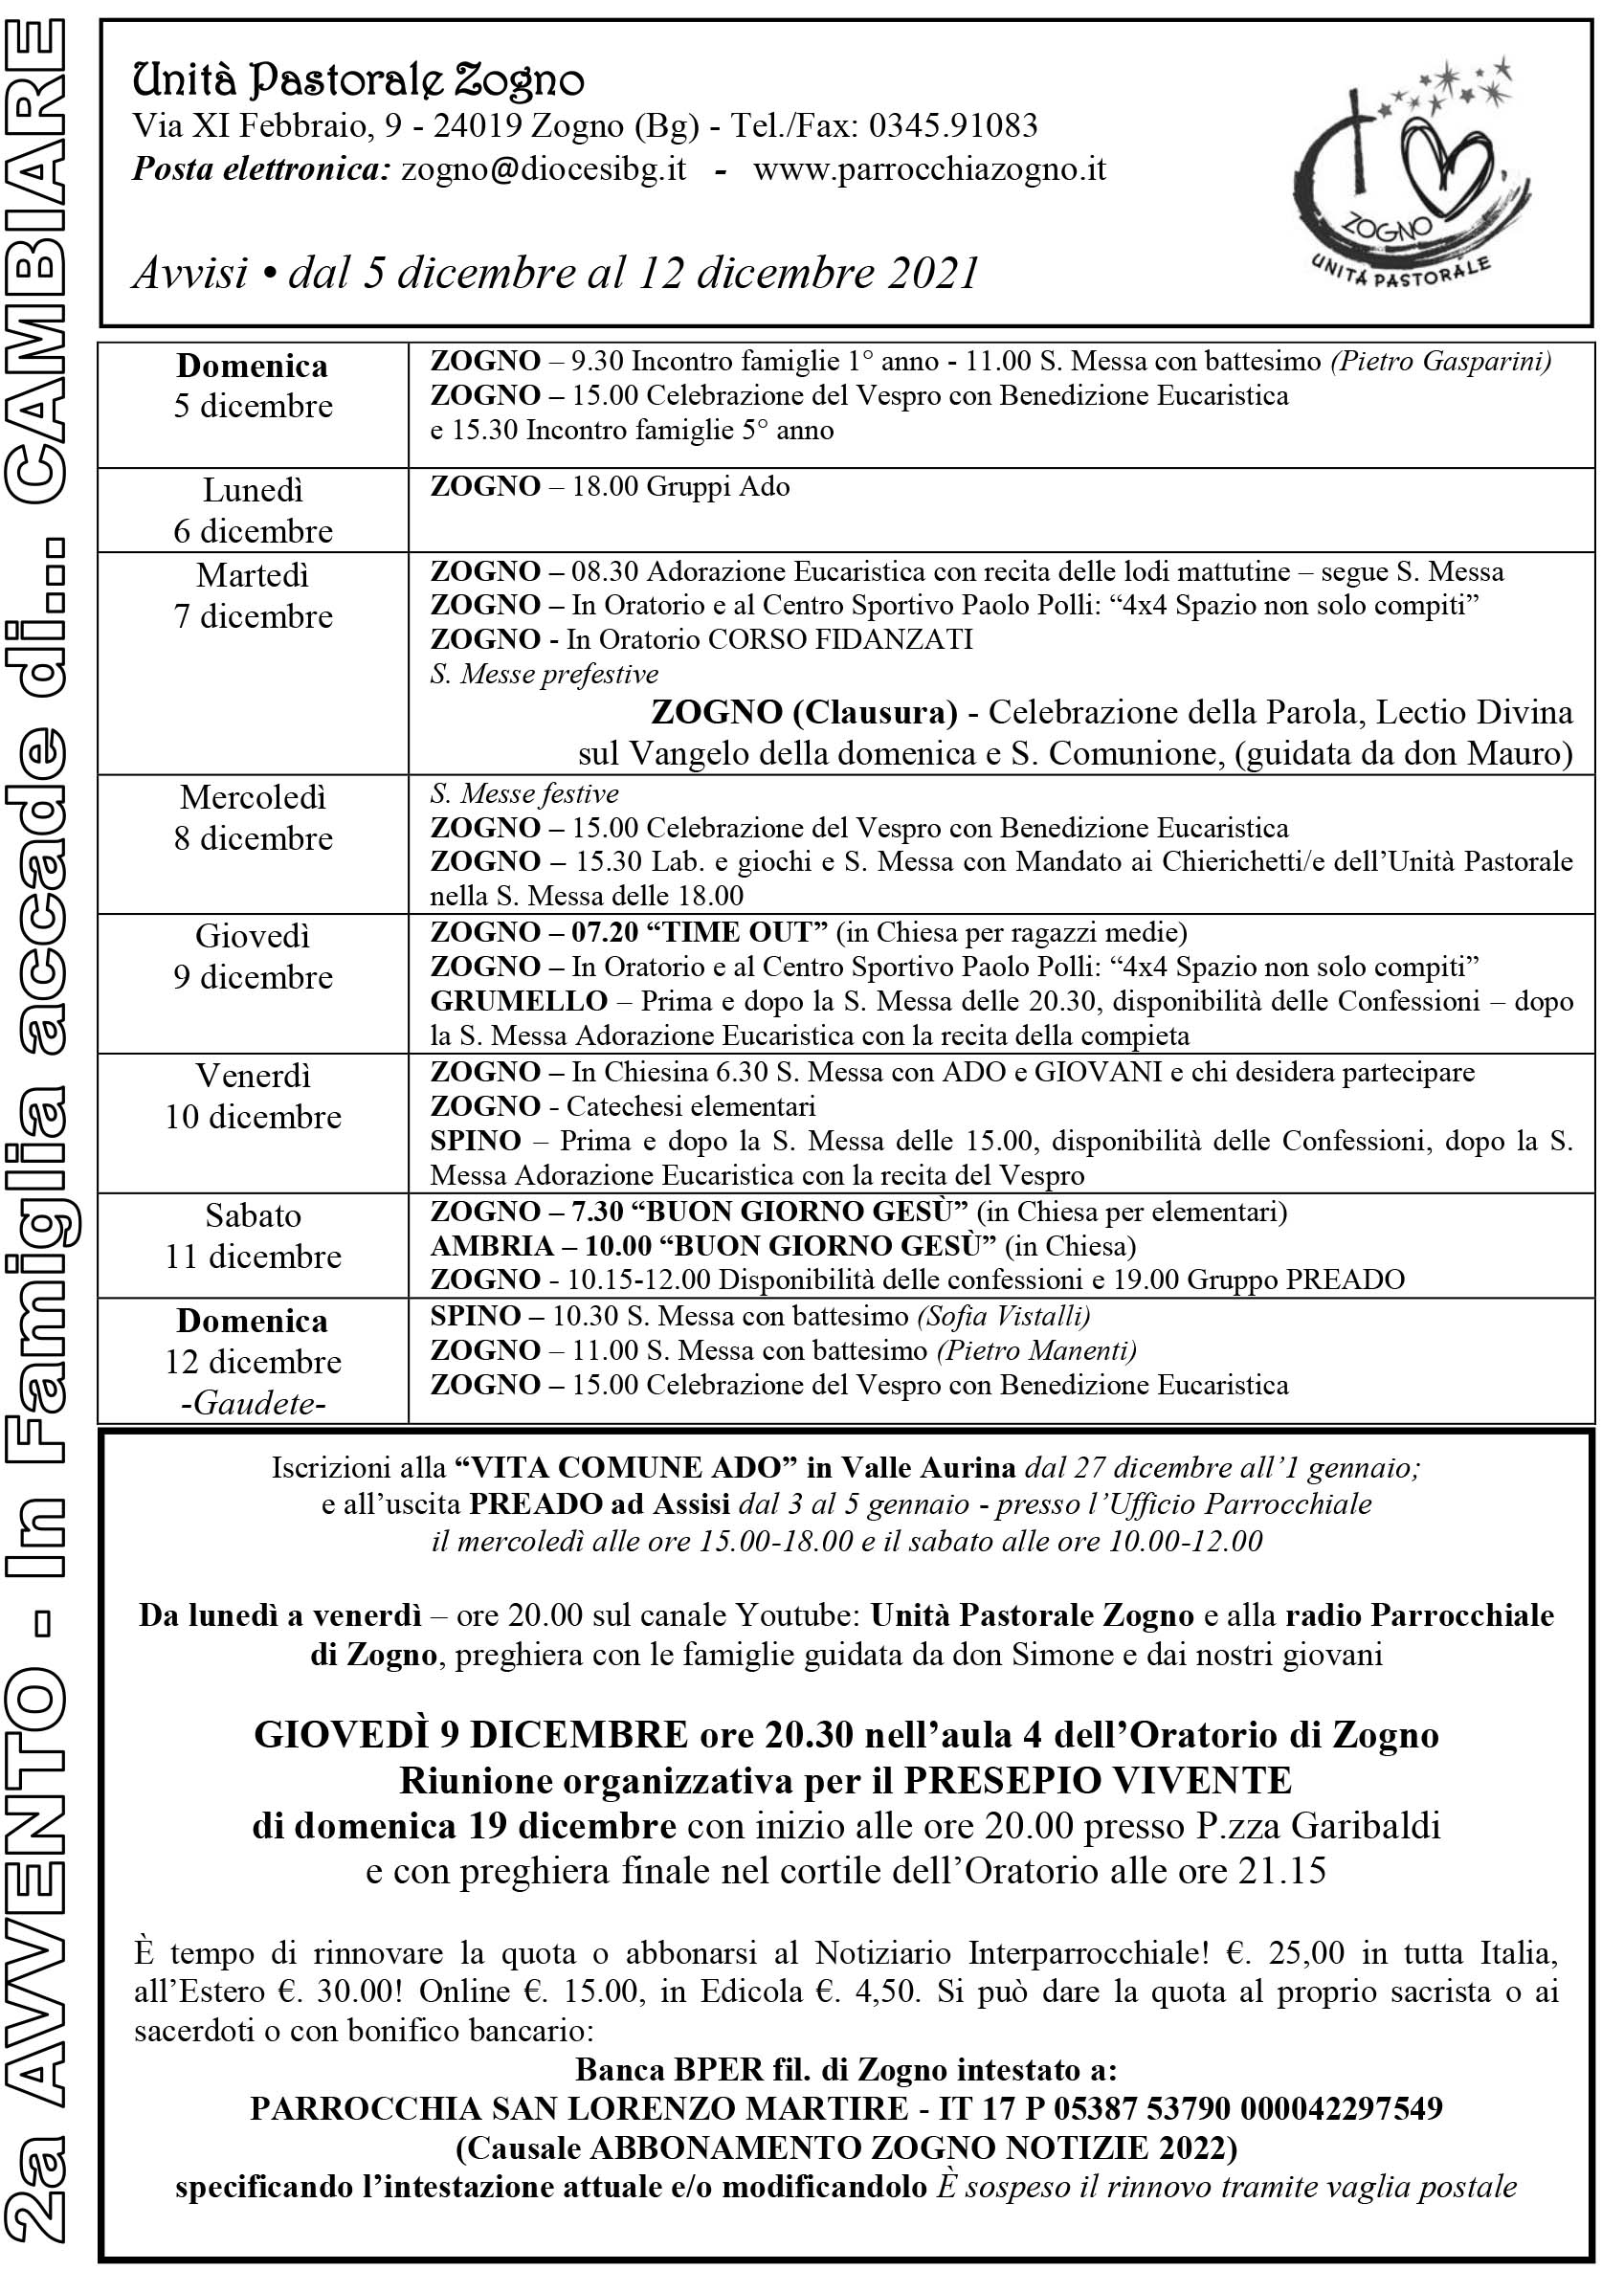 2a AVVENTO - In Famiglia accade di... CAMBIARE
Unità Pastorale Zogno
Via XI Febbraio, 9 - 24019 Zogno (Bg) - Tel./Fax: 0345.91083
Posta elettronica: zogno@diocesibg.it - www.parrocchiazogno.it
Avvisi • dal 5 dicembre al 12 dicembre 2021
ZOGNO
UNITÁ PASTORALE
Domenica
5 dicembre
ZOGNO – 9.30 Incontro famiglie 1° anno - 11.00 S. Messa con battesimo (Pietro Gasparini)
ZOGNO – 15.00 Celebrazione del Vespro con Benedizione Eucaristica
e 15.30 Incontro famiglie 5° anno
Lunedì
6 dicembre
ZOGNO – 18.00 Gruppi Ado
Martedì
7 dicembre
ZOGNO – 08.30 Adorazione Eucaristica con recita delle lodi mattutine – segue S. Messa
ZOGNO – In Oratorio e al Centro Sportivo Paolo Polli: “4x4 Spazio non solo compiti”
ZOGNO - In Oratorio CORSO FIDANZATI
S. Messe prefestive
ZOGNO (Clausura) - Celebrazione della Parola, Lectio Divina
sul Vangelo della domenica e S. Comunione, (guidata da don Mauro)
Mercoledì
8 dicembre
S. Messe festive
ZOGNO – 15.00 Celebrazione del Vespro con Benedizione Eucaristica
ZOGNO – 15.30 Lab. e giochi e S. Messa con Mandato ai Chierichetti/e dell’Unità Pastorale
nella S. Messa delle 18.00
Giovedì
9 dicembre
ZOGNO – 07.20 “TIME OUT” (in Chiesa per ragazzi medie)
ZOGNO – In Oratorio e al Centro Sportivo Paolo Polli: “4x4 Spazio non solo compiti”
GRUMELLO – Prima e dopo la S. Messa delle 20.30, disponibilità delle Confessioni – dopo
la S. Messa Adorazione Eucaristica con la recita della compieta
Venerdì
10 dicembre
ZOGNO – In Chiesina 6.30 S. Messa con ADO e GIOVANI e chi desidera partecipare
ZOGNO - Catechesi elementari
SPINO – Prima e dopo la S. Messa delle 15.00, disponibilità delle Confessioni, dopo la S.
Messa Adorazione Eucaristica con la recita del Vespro
Sabato
11 dicembre
ZOGNO – 7.30 “BUON GIORNO GESÙ” (in Chiesa per elementari)
AMBRIA – 10.00 “BUON GIORNO GESÙ” (in Chiesa)
ZOGNO - 10.15-12.00 Disponibilità delle confessioni e 19.00 Gruppo PREADO
Domenica
12 dicembre
-Gaudete-
SPINO – 10.30 S. Messa con battesimo (Sofia Vistalli)
ZOGNO – 11.00 S. Messa con battesimo (Pietro Manenti)
ZOGNO – 15.00 Celebrazione del Vespro con Benedizione Eucaristica
Iscrizioni alla “VITA COMUNE ADO” in Valle Aurina dal 27 dicembre all’1 gennaio;
e all’uscita PREADO ad Assisi dal 3 al 5 gennaio - presso l’Ufficio Parrocchiale
il mercoledì alle ore 15.00-18.00 e il sabato alle ore 10.00-12.00
Da lunedì a venerdì – ore 20.00 sul canale Youtube: Unità Pastorale Zogno e alla radio Parrocchiale
di Zogno, preghiera con le famiglie guidata da don Simone e dai nostri giovani
GIOVEDÌ 9 DICEMBRE ore 20.30 nell’aula 4 dell’Oratorio di Zogno
Riunione organizzativa per il PRESEPIO VIVENTE
di domenica 19 dicembre con inizio alle ore 20.00 presso P.zza Garibaldi
e con preghiera finale nel cortile dell’Oratorio alle ore 21.15
È tempo di rinnovare la quota o abbonarsi al Notiziario Interparrocchiale! €. 25,00 in tutta Italia,
all’Estero €. 30.00! Online €. 15.00, in Edicola €. 4,50. Si può dare la quota al proprio sacrista o ai
sacerdoti o con bonifico bancario:
Banca BPER fil. di Zogno intestato a:
PARROCCHIA SAN LORENZO MARTIRE - IT 17 P 05387 53790 000042297549
(Causale ABBONAMENTO ZOGNO NOTIZIE 2022)
specificando l’intestazione attuale e/o modificandolo È sospeso il rinnovo tramite vaglia postale